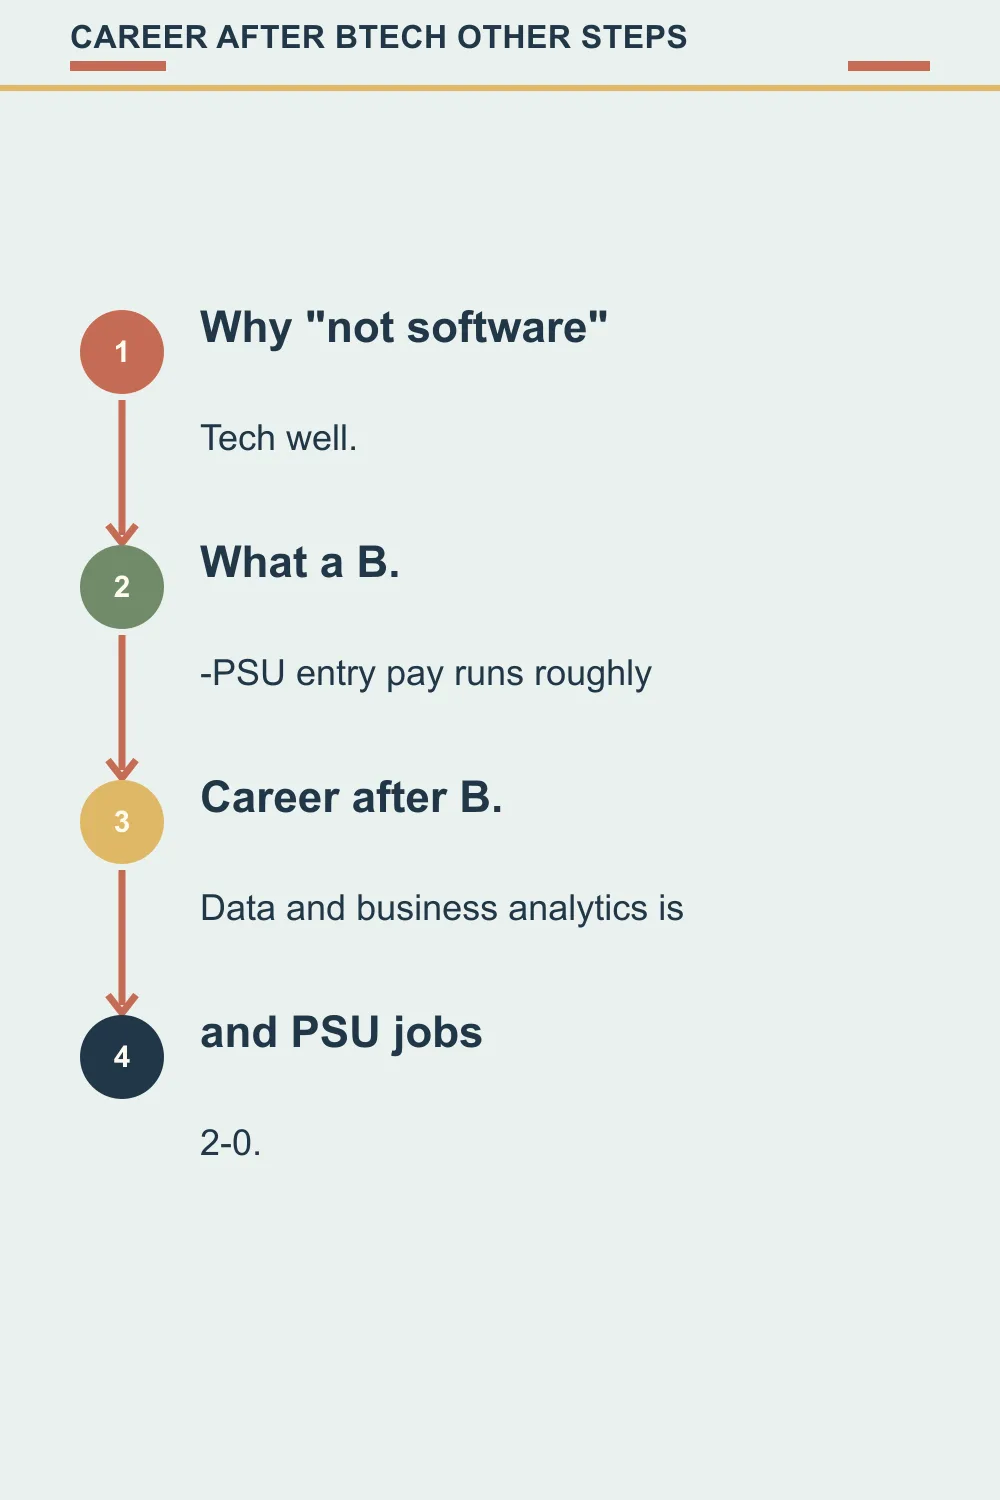 CAREER AFTER BTECH OTHER STEPS
1
Why "not software"
Tech well.
2
What a B.
-PSU entry pay runs roughly
3
Career after B.
Data and business analytics is
4
and PSU jobs
2-0.